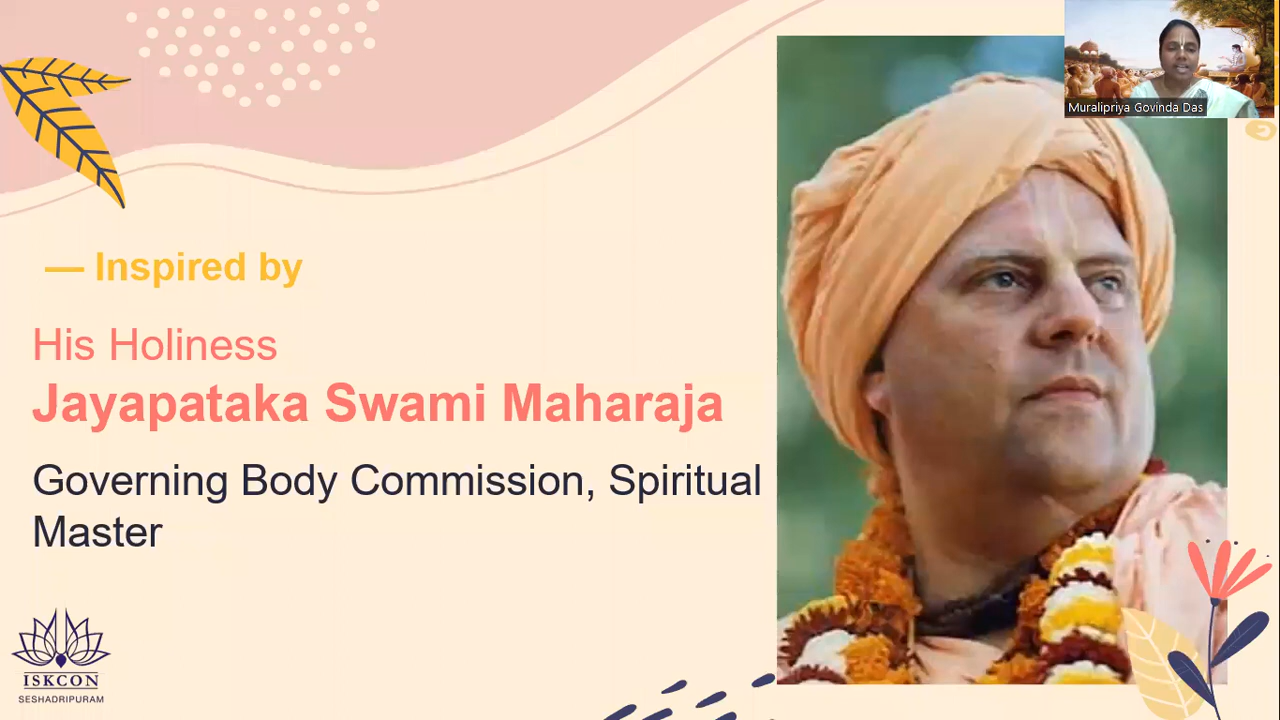 Muralipriya Govinda Das
— Inspired by
His Holiness
Jayapataka Swami Maharaja
Governing Body Commission, Spiritual
Master
ISKCON
SESHADRIPURAM